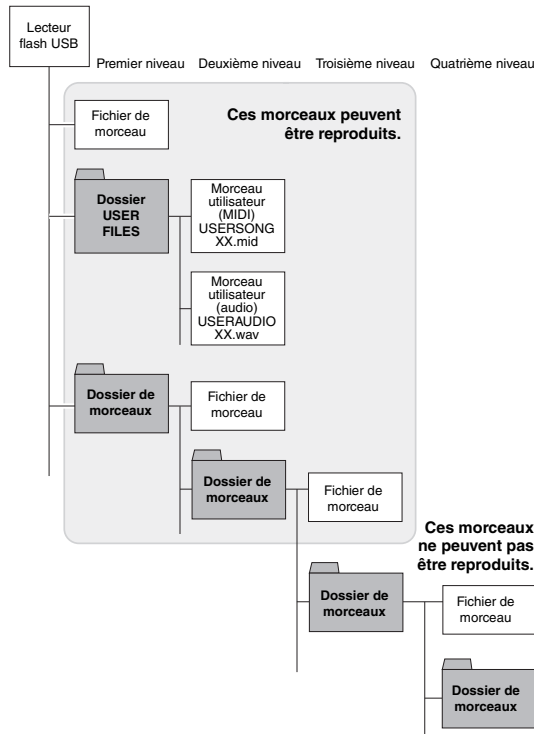 Lecteur
flash USB
Premier niveau
Deuxième niveau
Troisième niveau
Quatrième niveau
Fichier de
morceau
Ces morceaux peuvent
être reproduits.
Dossier
USER
FILES
Morceau
utilisateur
(MIDI)
USERSONG
XX.mid
Morceau
utilisateur
(audio)
USERAUDIO
XX.wav
Dossier de
morceaux
Fichier de
morceau
Dossier de
morceaux
Fichier de
morceau
Ces morceaux
ne peuvent pas
être reproduits.
Dossier de
morceaux
Fichier de
morceau
Dossier de
morceaux